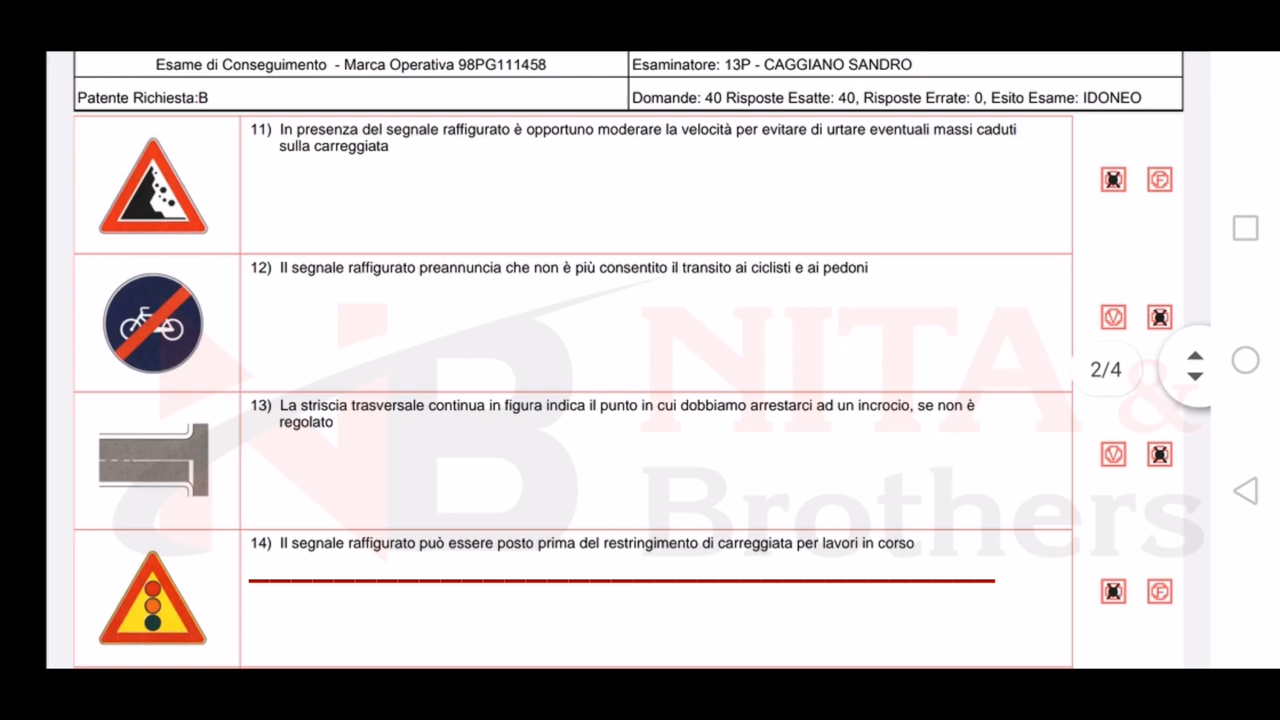 Esame di Conseguimento - Marca Operativa 98PG111458
Esaminatore: 13P - CAGGIANO SANDRO
Patente Richiesta:B
Domande: 40 Risposte Esatte: 40, Risposte Errate: 0, Esito Esame: IDONEO
11) In presenza del segnale raffigurato è opportuno moderare la velocità per evitare di urtare eventuali massi caduti
sulla carreggiata
F
12) Il segnale raffigurato preannuncia che non è più consentito il transito ai ciclisti e ai pedoni
V
2/4
13) La striscia trasversale continua in figura indica il punto in cui dobbiamo arrestarci ad un incrocio, se non è
regolato
V
14) Il segnale raffigurato può essere posto prima del restringimento di carreggiata per lavori in corso
F
NB NITA &
Brothers